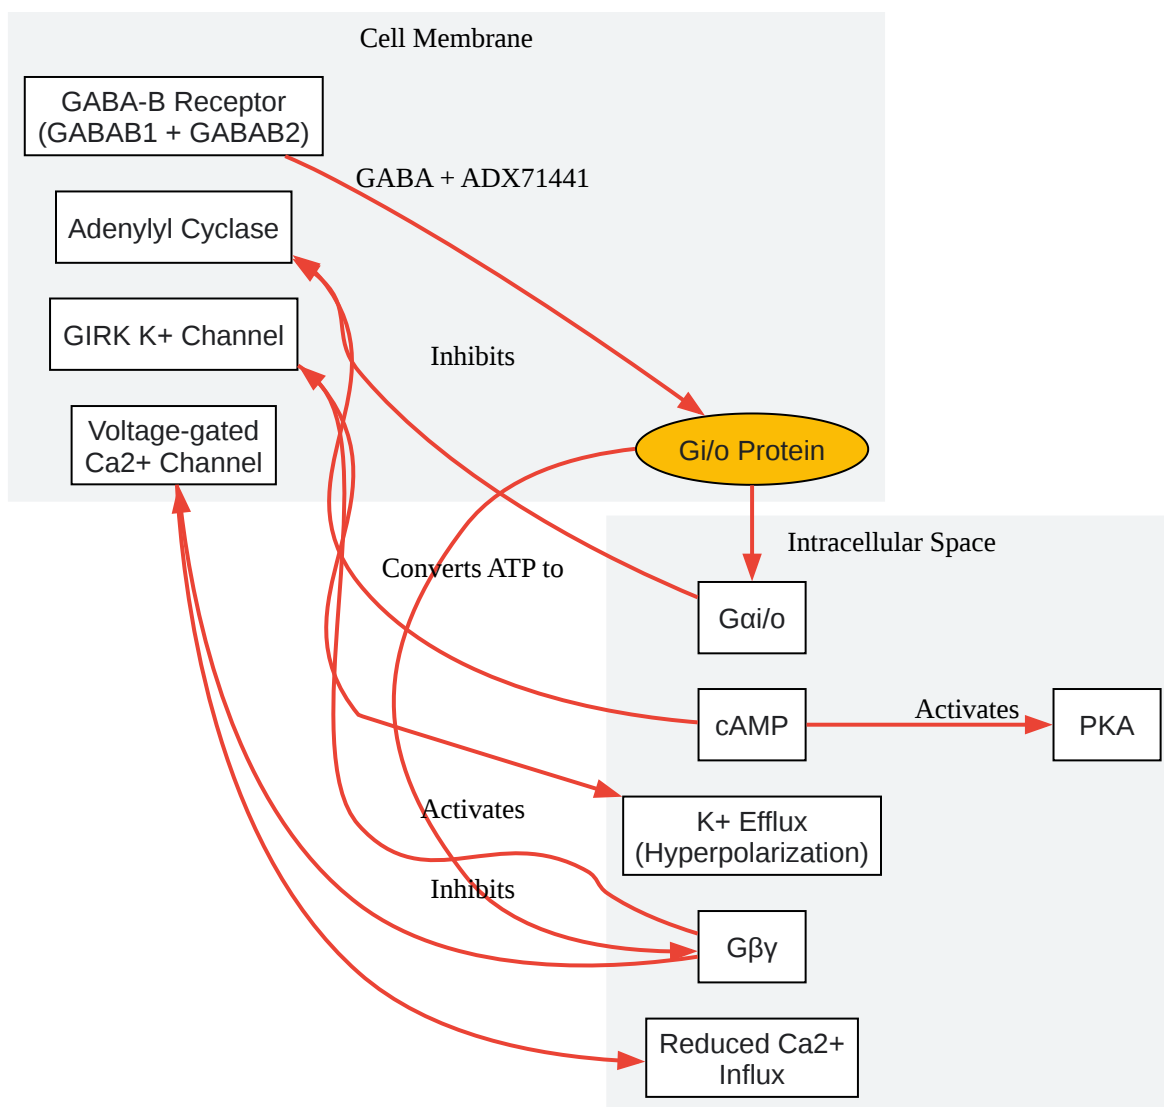 Cell Membrane
GABA-B Receptor
(GABAB1 + GABAB2)
GABA + ADX71441
Adenylyl Cyclase
GIRK K+ Channel
Inhibits
Voltage-gated
Ca2+ Channel
Gi/o Protein
Intracellular Space
Converts ATP to
Gαi/o
cAMP
Activates
PKA
Activates
K+ Efflux
(Hyperpolarization)
Inhibits
Gβγ
Reduced Ca2+
Influx